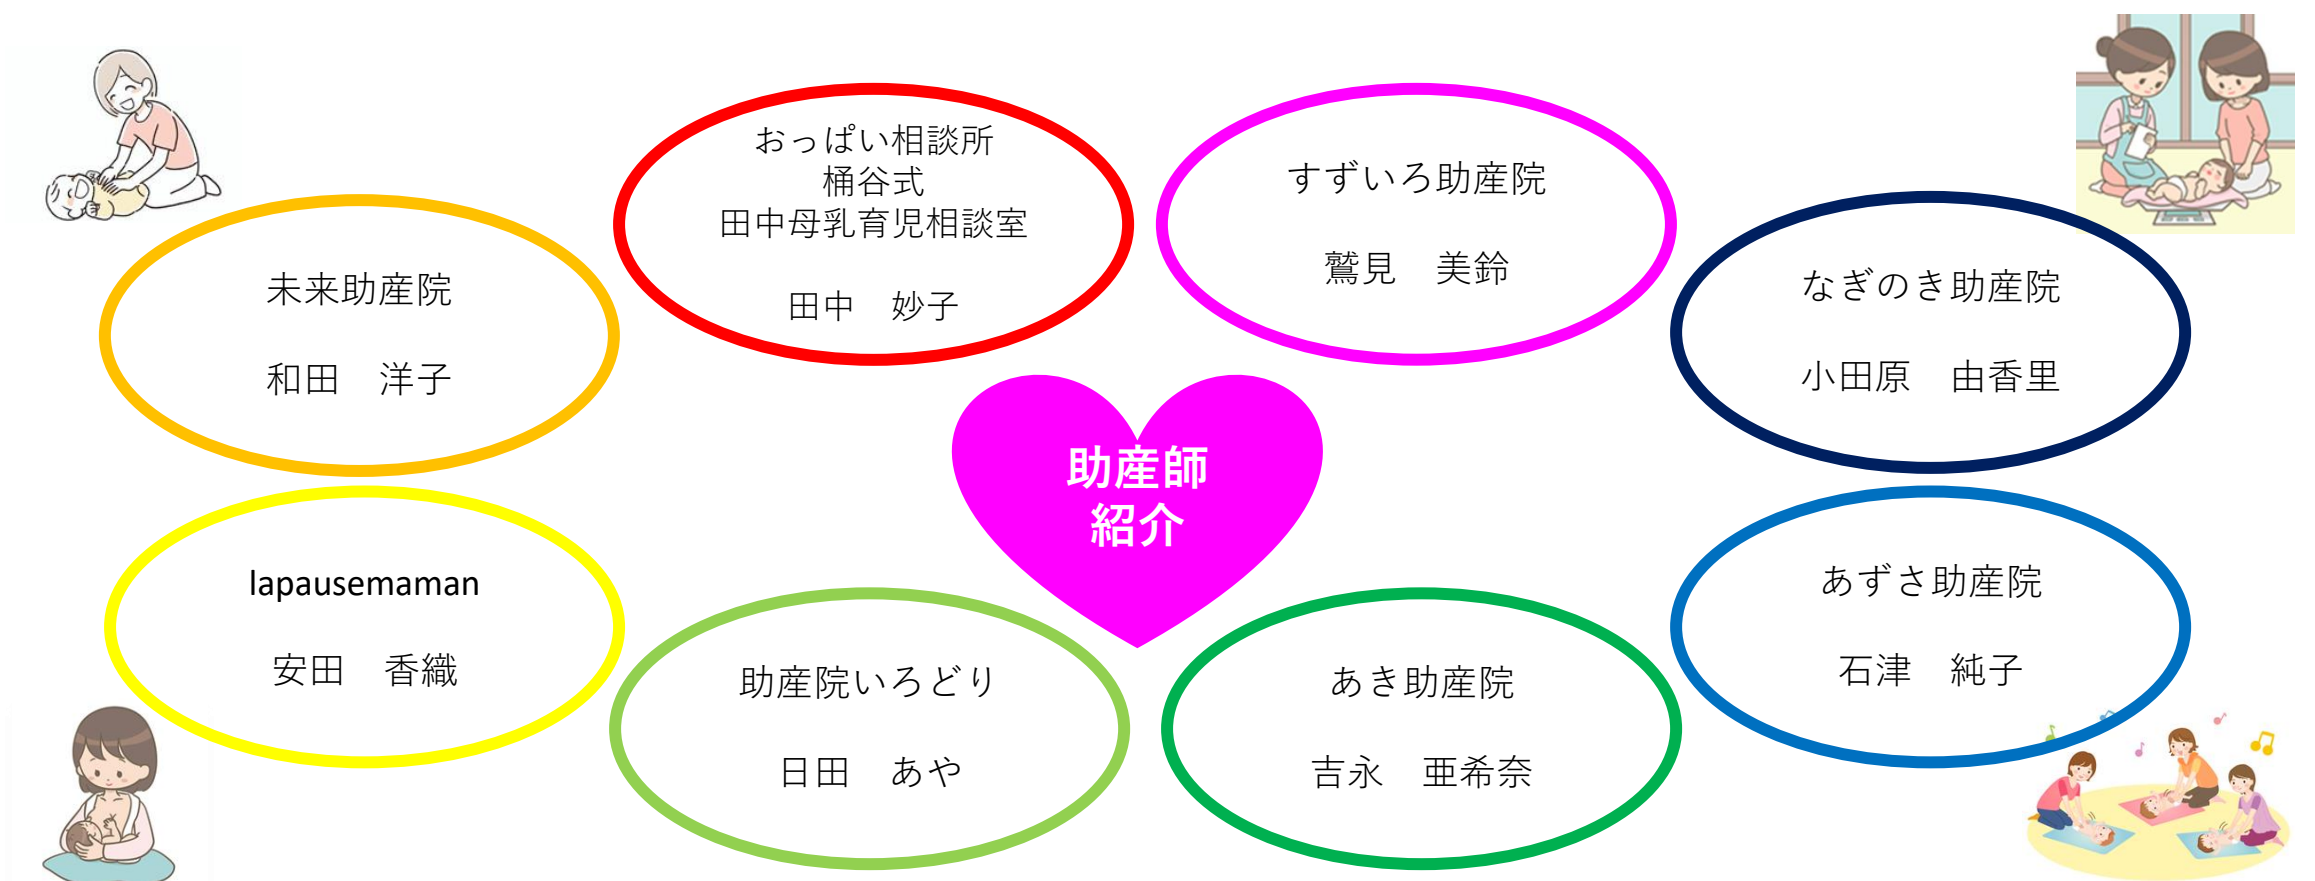 おっぱい相談所
桶谷式
田中母乳育児相談室
田中　妙子
すずいろ助産院
鷲見　美鈴
未来助産院
和田　洋子
なぎのき助産院
小田原　由香里
助産師
紹介
lapausemaman
安田　香織
あずさ助産院
石津　純子
助産院いろどり
日田　あや
あき助産院
吉永　亜希奈